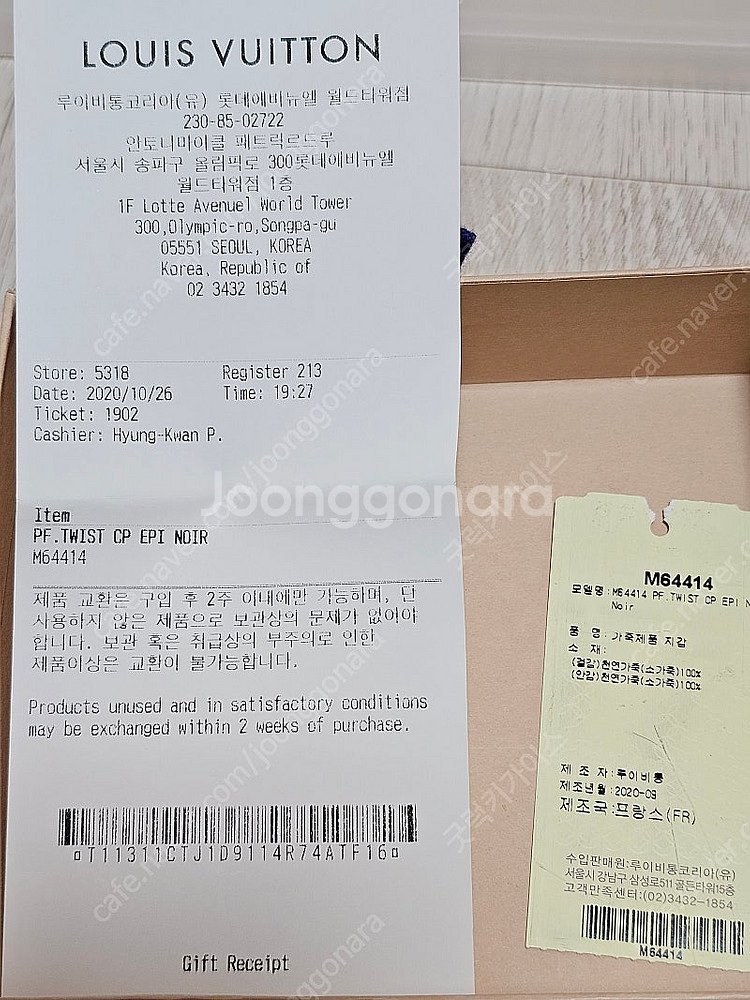 LOUIS VUITTON
루이비통코리아(유) 롯데애비뉴엘 월드타워점
230-85-02722
안토니마이클 패트릭르드루
서울시 송파구 올림픽로 300롯데애비뉴엘
월드타워점 1층
1F Lotte Avenuel World Tower
300,Olympic-ro,Songpa-gu
05551 SEOUL, KOREA
Korea, Republic of
02 3432 1854
Store: 5318 Register 213
Date: 2020/10/26 Time: 19:27
Ticket: 1902
Cashier: Hyung-Kwan P.
Item
PF.TWIST CP EPI NOIR
M64414
제품 교환은 구입 후 2주 이내에만 가능하며, 단
사용하지 않은 제품으로 보관상의 문제가 없어야
합니다. 보관 혹은 취급상의 부주의로 인한
제품이상은 교환이 불가능합니다.
Products unused and in satisfactory conditions
may be exchanged within 2 weeks of purchase.
T11311CTJ1D9114R74ATF16
Gift Receipt
M64414
모델명:M64414 PF.TWIST CP EPI N
Noir
품 명: 가죽제품 지갑
소 재:
(겉감)천연가죽(소가죽)100%
(안감)천연가죽(소가죽)100%
제 조 자:루이비통
제조년월:2020-09
제조국:프랑스(FR)
수입판매원:루이비통코리아(유)
서울시 강남구 삼성로511 골든타워15층
고객만족센터:(02)3432-1854
M64414
Joonggonara
cafe.naver.com/joonggonara